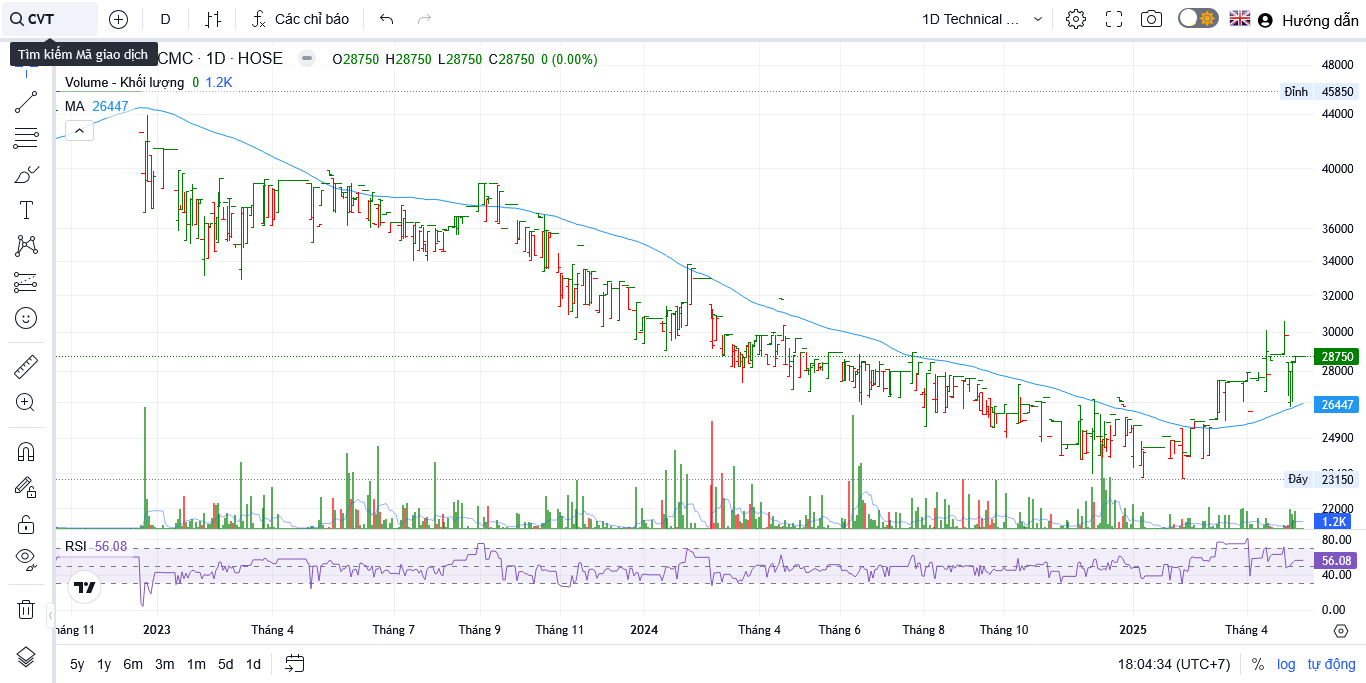 CVT
D
Các chỉ báo
1D Technical ...
Hướng dẫn
Tìm kiếm Mã giao dịch
CMC · 1D · HOSE
O28750 H28750 L28750 C28750 0 (0.00%)
Volume - Khối lượng 0 1.2K
MA 26447
48000
Đỉnh 45850
44000
40000
36000
34000
32000
30000
28750
28000
26447
24900
Đáy 23150
22000
1.2K
RSI 56.08
80.00
56.08
40.00
0.00
háng 11 2023 Tháng 4 Tháng 7 Tháng 9 Tháng 11 2024 Tháng 4 Tháng 6 Tháng 8 Tháng 10 2025 Tháng 4
5y 1y 6m 3m 1m 5d 1d
18:04:34 (UTC+7) % log tự động